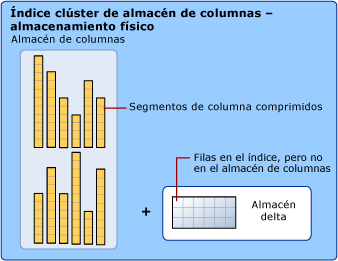 Índice clúster de almacén de columnas –
almacenamiento físico
Almacén de columnas
Segmentos de columna comprimidos
Filas en el índice, pero no
en el almacén de columnas
+
Almacén
delta